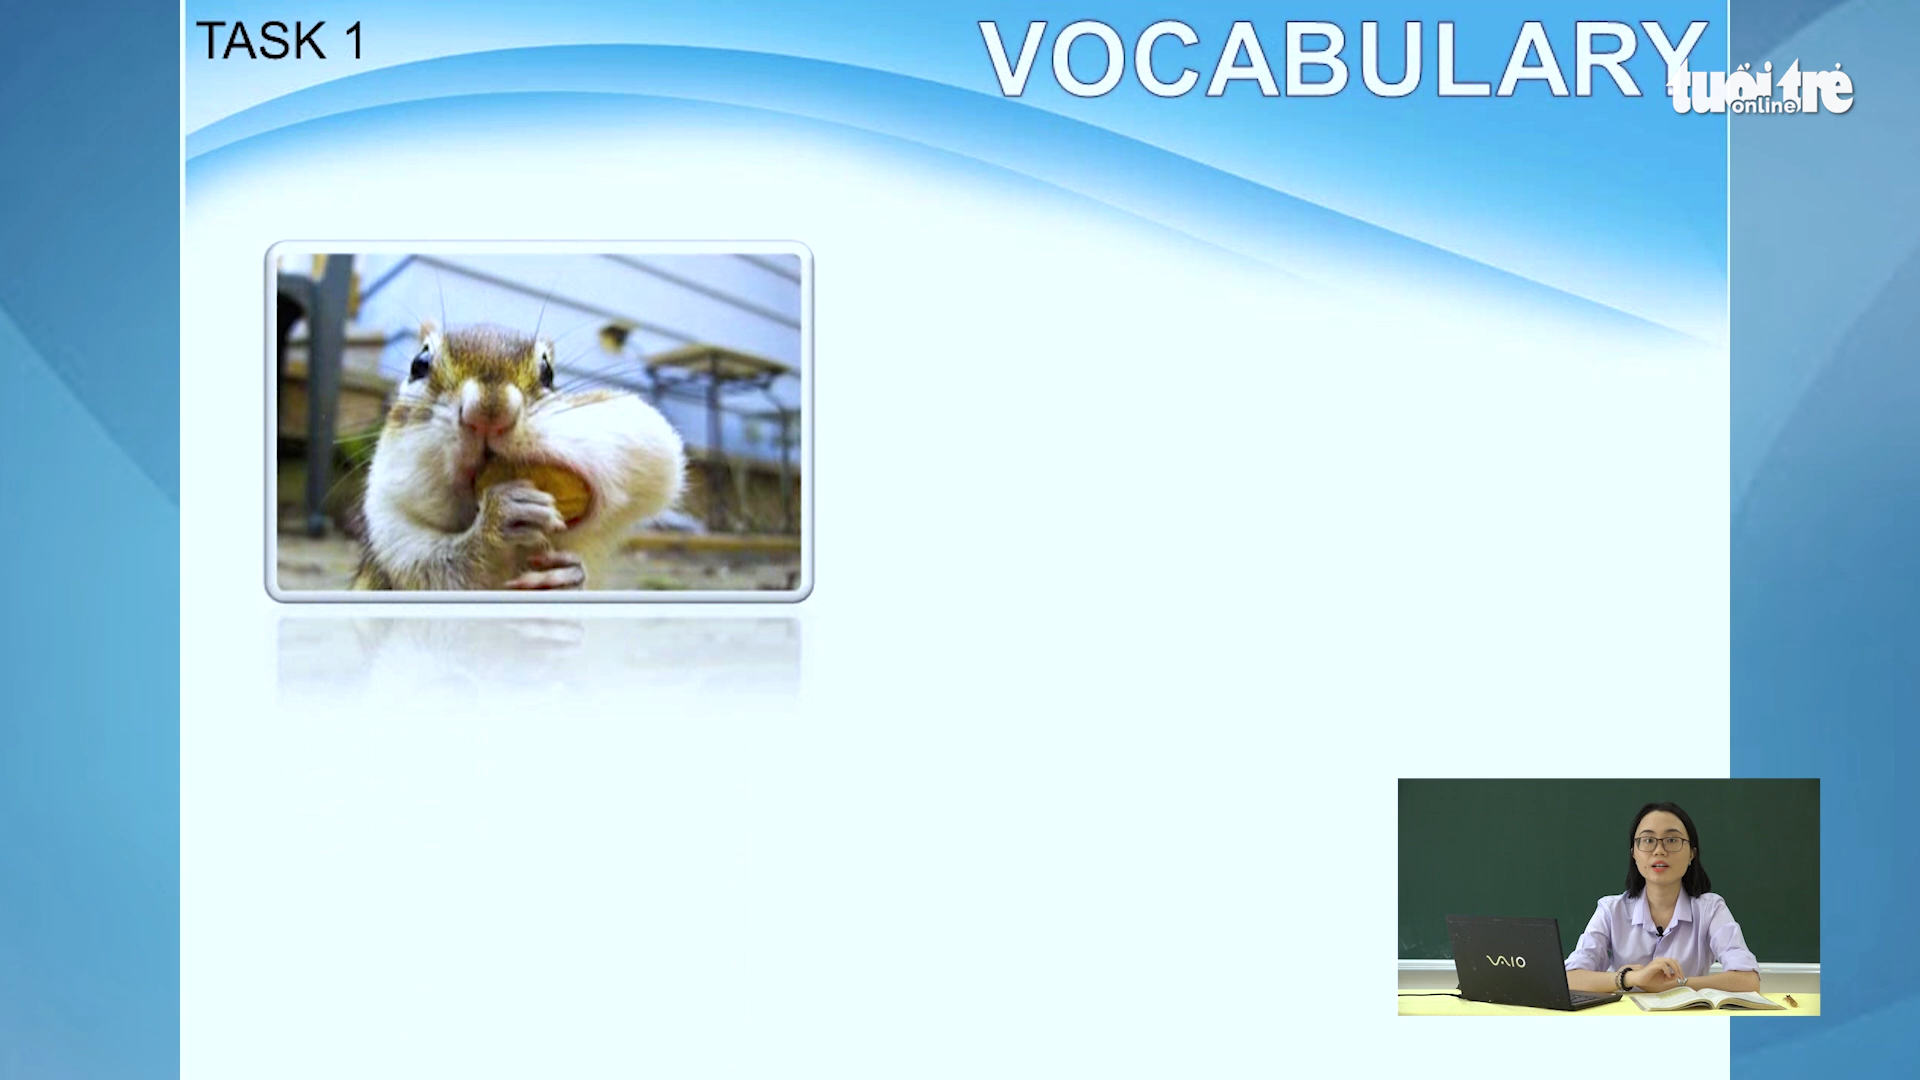 TASK 1
VOCABULARY
tuổi trẻ
online
VAIO